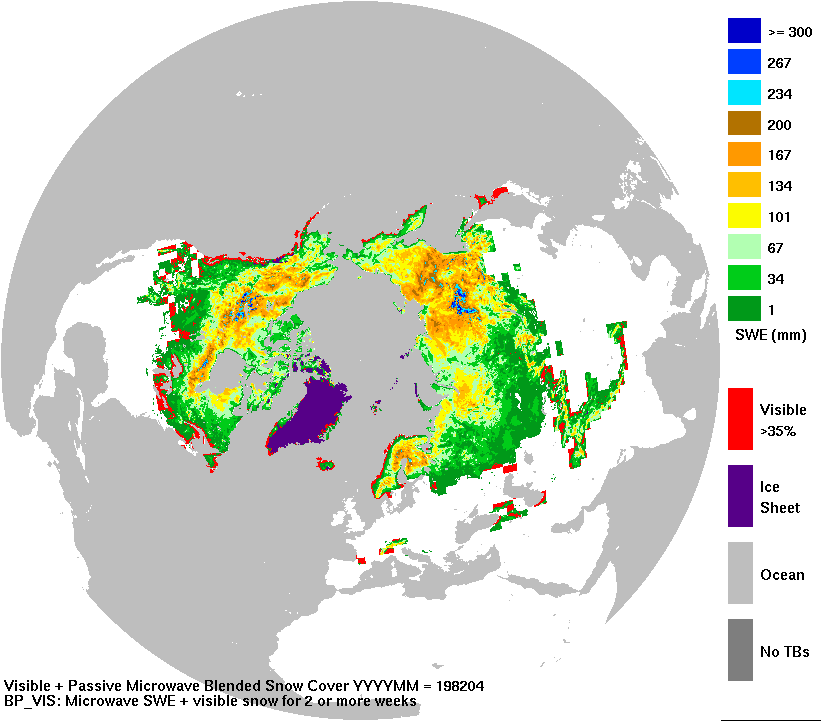 >= 300
267
234
200
167
134
101
67
34
1
SWE (mm)
Visible
>35%
Ice
Sheet
Ocean
No TBs
Visible + Passive Microwave Blended Snow Cover YYYYMM = 198204
BP_VIS: Microwave SWE + visible snow for 2 or more weeks